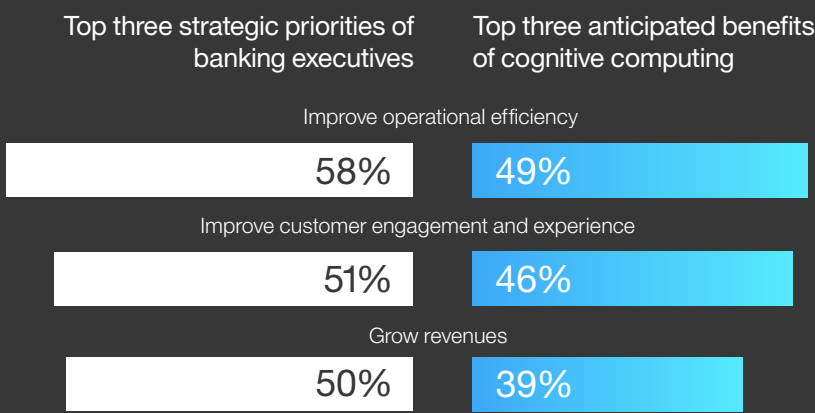 Top three strategic priorities of
banking executives
Top three anticipated benefits
of cognitive computing
Improve operational efficiency
58%
49%
Improve customer engagement and experience
51%
46%
Grow revenues
50%
39%